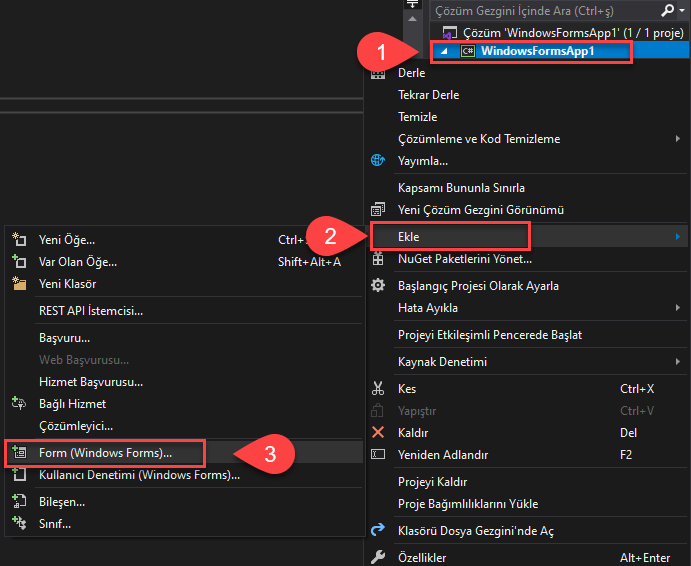 Çözüm Gezgini İçinde Ara (Ctrl+ş)
Çözüm 'WindowsFormsApp1' (1 / 1 proje)
1
C# WindowsFormsApp1
Derle
Tekrar Derle
Temizle
Çözümleme ve Kod Temizleme
Yayımla...
Kapsamı Bununla Sınırla
Yeni Çözüm Gezgini Görünümü
2
Ekle
NuGet Paketlerini Yönet...
Başlangıç Projesi Olarak Ayarla
Hata Ayıkla
Projeyi Etkileşimli Pencerede Başlat
Kaynak Denetimi
Kes Ctrl+X
Yapıştır Ctrl+V
Kaldır Del
Yeniden Adlandır F2
Projeyi Kaldır
Proje Bağımlılıklarını Yükle
Klasörü Dosya Gezgini'nde Aç
Özellikler Alt+Enter
Yeni Öğe...
Var Olan Öğe... Shift+Alt+A
Yeni Klasör
REST API İstemcisi...
Başvuru...
Web Başvurusu...
Hizmet Başvurusu...
Bağlı Hizmet
Çözümleyici...
Form (Windows Forms)...
3
Kullanıcı Denetimi (Windows Forms)...
Bileşen...
Sınıf...